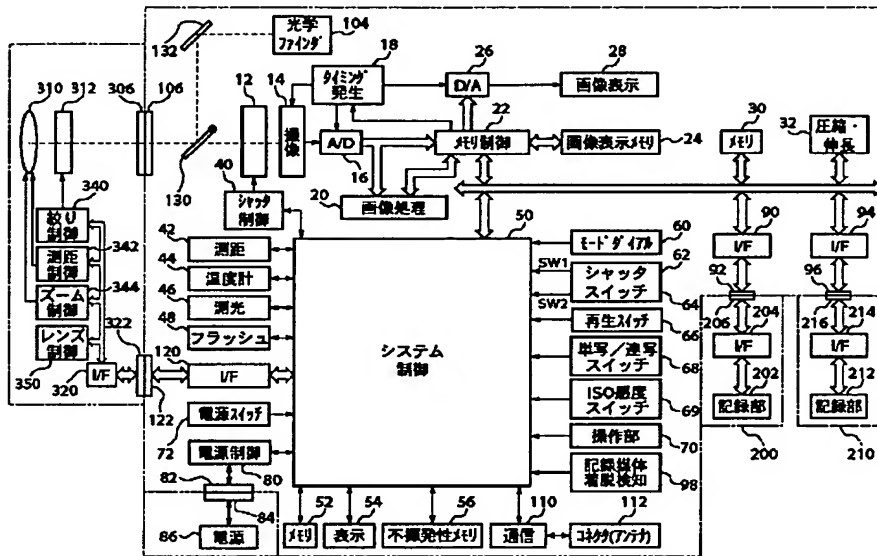 132
光学
ファインダ
104
310
312
306
106
12
14
18
タイミング
発生
26
D/A
28
画像表示
22
メモリ制御
画像表示メモリ
24
30
メモリ
32
圧縮・
伸長
撮像
A/D
16
130
40
シャッタ
制御
20
画像処理
340
絞り
制御
342
測距
制御
344
ズーム
制御
レンズ
制御
350
320
I/F
322
122
42
測距
44
温度計
46
測光
48
フラッシュ
120
I/F
72
電源スイッチ
電源制御
80
82
84
86
電源
50
システム
制御
モードダイアル
60
SW1
シャッタ
スイッチ
62
64
SW2
再生スイッチ
66
単写/連写
スイッチ
68
ISO感度
スイッチ
69
操作部
70
記録媒体
着脱検知
98
90
I/F
94
I/F
92
96
206
204
I/F
216
214
I/F
202
記録部
212
記録部
200
210
52
メモリ
54
表示
56
不揮発性メモリ
110
通信
112
コネクタ(アンテナ)